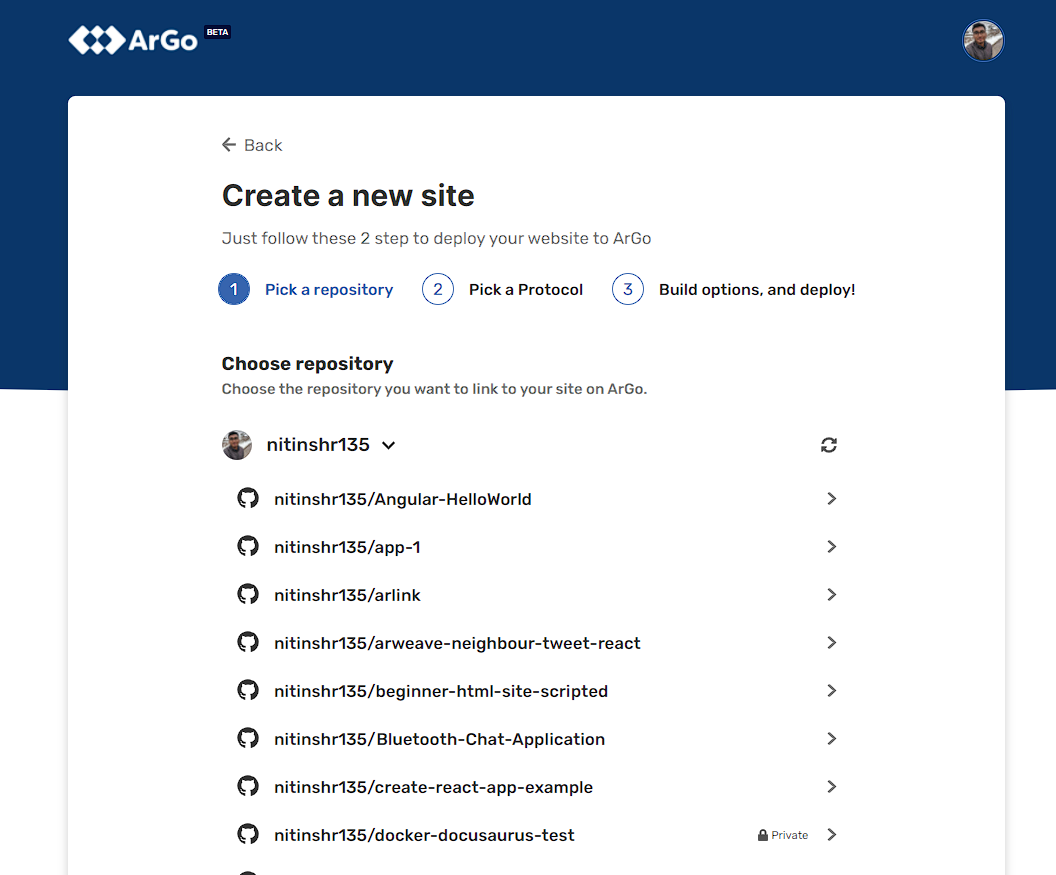 ArGo BETA
Back
Create a new site
Just follow these 2 step to deploy your website to ArGo
1 Pick a repository 2 Pick a Protocol 3 Build options, and deploy!
Choose repository
Choose the repository you want to link to your site on ArGo.
nitinshr135
nitinshr135/Angular-HelloWorld
nitinshr135/app-1
nitinshr135/arlink
nitinshr135/arweave-neighbour-tweet-react
nitinshr135/beginner-html-site-scripted
nitinshr135/Bluetooth-Chat-Application
nitinshr135/create-react-app-example
nitinshr135/docker-docusaurus-test Private